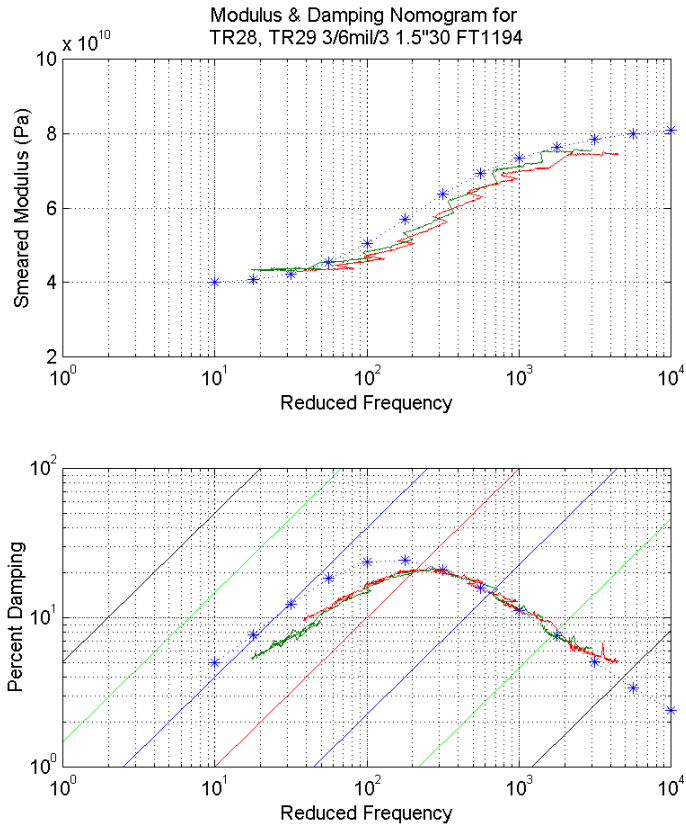 Modulus & Damping Nomogram for
TR28, TR29 3/6mil/3 1.5"30 FT1194
x 10^10
10
8
6
4
2
Smeared Modulus (Pa)
10^0 10^1 10^2 10^3 10^4
Reduced Frequency
10^2
10^1
10^0
Percent Damping
10^0 10^1 10^2 10^3 10^4
Reduced Frequency